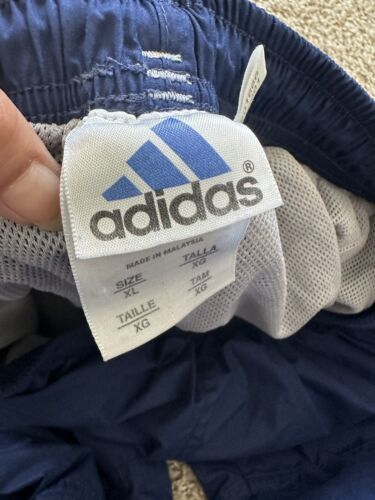 adidas®
MADE IN MALAYSIA
SIZE TALLA
XL XG
TAILLE TAM
XG XG